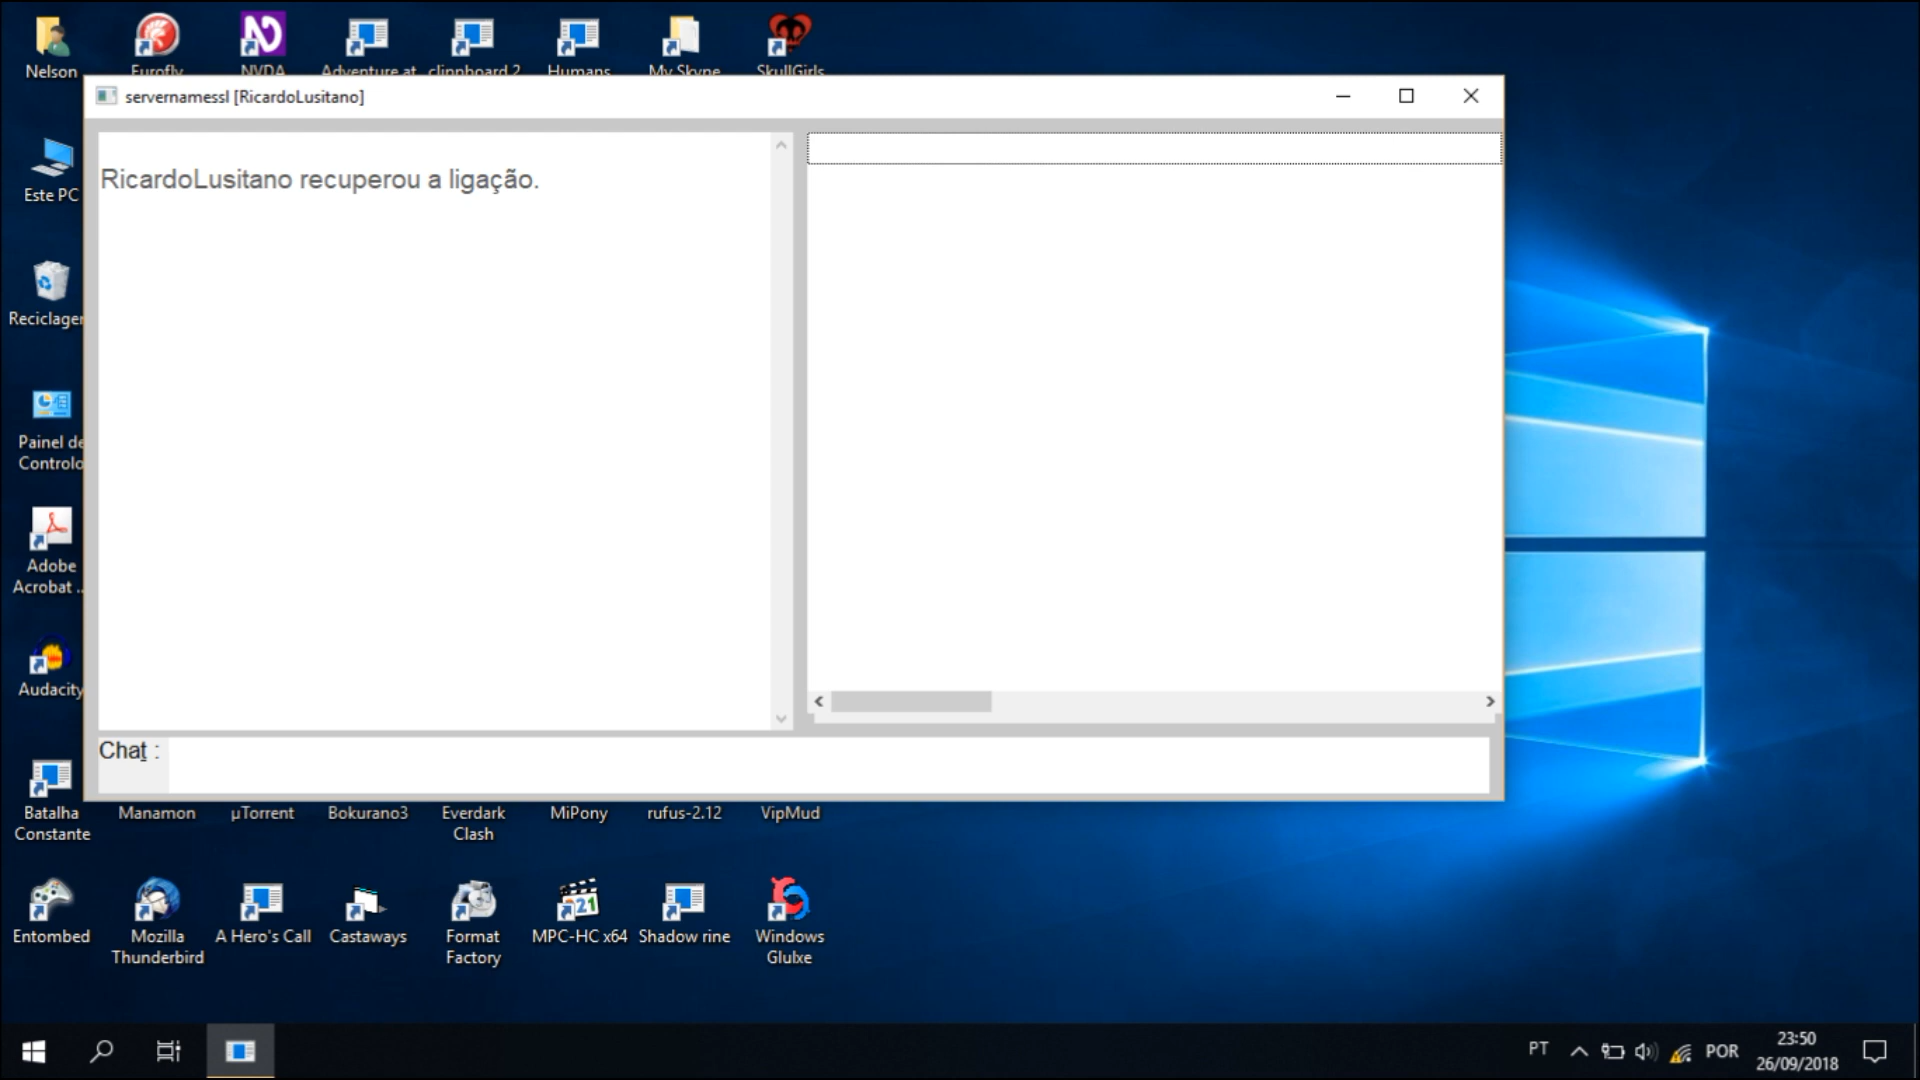 Nelson
Eurofly
NVDA
Adventure at
clipboard 2
Humans
My Skype
SkullGirls
servernamessl [RicardoLusitano]
RicardoLusitano recuperou a ligação.
Este PC
Reciclagem
Painel de
Controlo
Adobe
Acrobat ...
Audacity
Chat :
Batalha
Constante
Manamon
µTorrent
Bokurano3
Everdark
Clash
MiPony
rufus-2.12
VipMud
Entombed
Mozilla
Thunderbird
A Hero's Call
Castaways
Format
Factory
MPC-HC x64
Shadow rine
Windows
Glulxe
PT
POR
23:50
26/09/2018